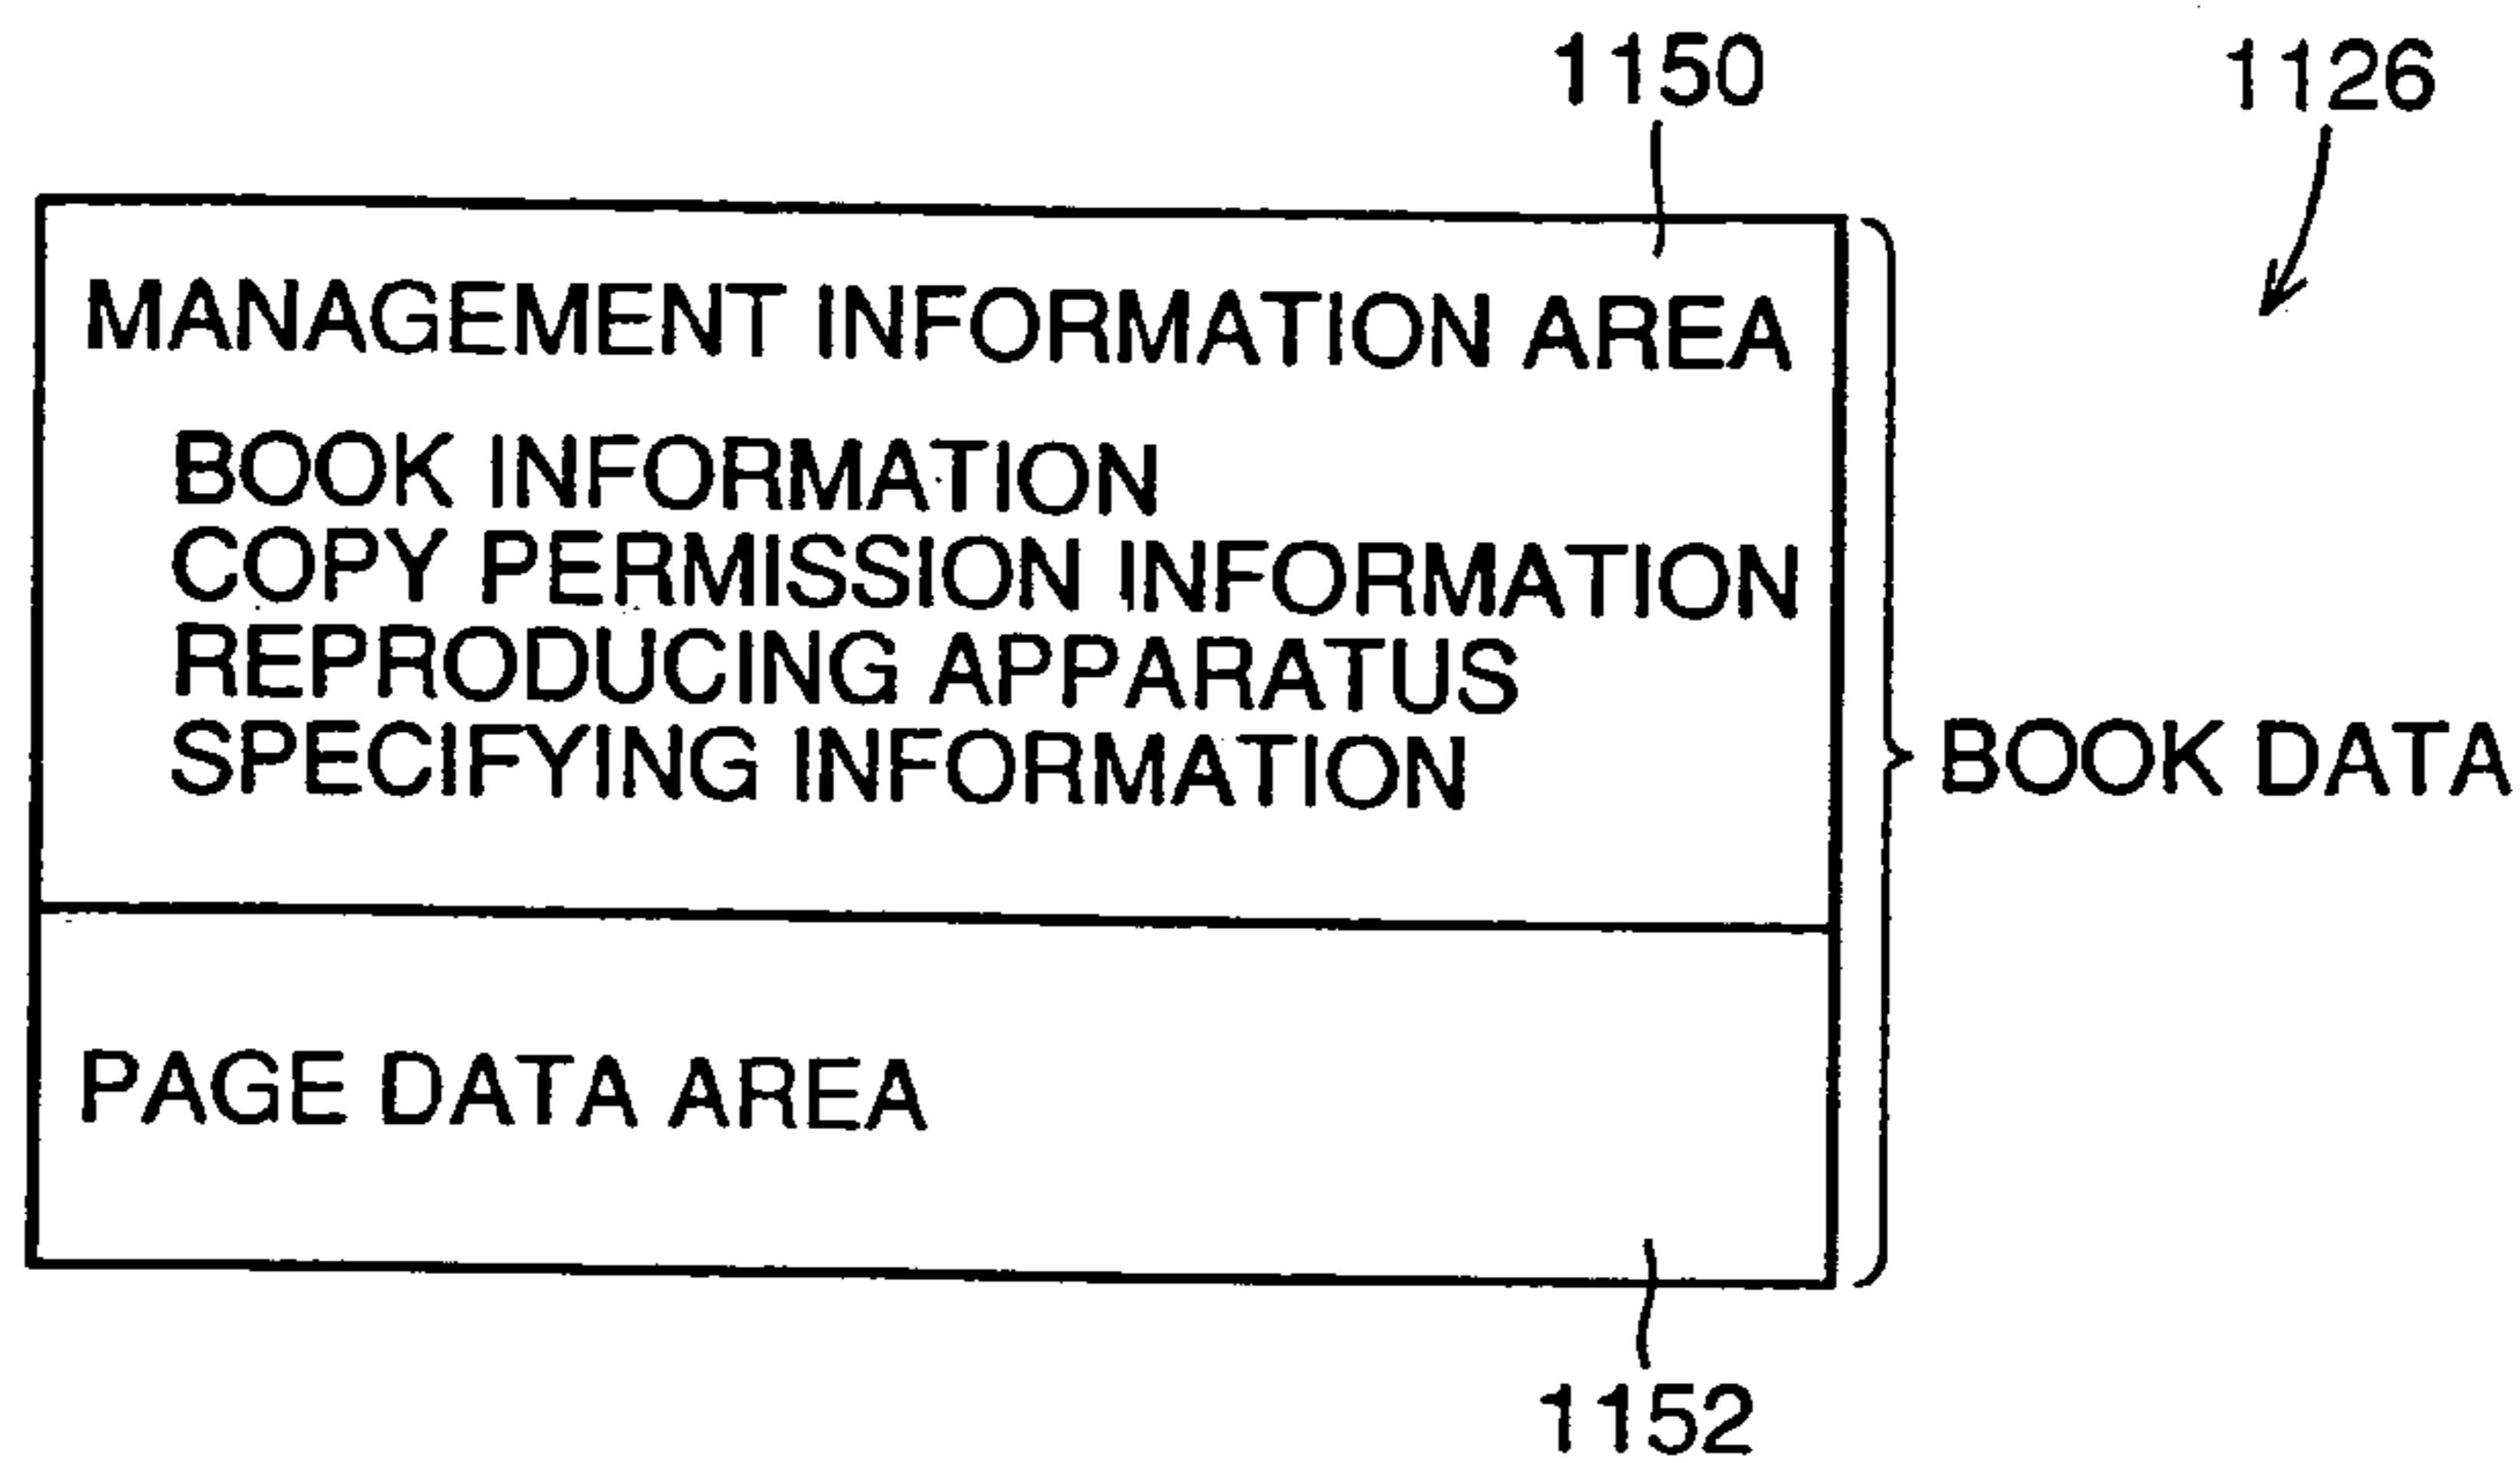 1150
1126
MANAGEMENT INFORMATION AREA
BOOK INFORMATION
COPY PERMISSION INFORMATION
REPRODUCING APPARATUS
SPECIFYING INFORMATION
BOOK DATA
PAGE DATA AREA
1152